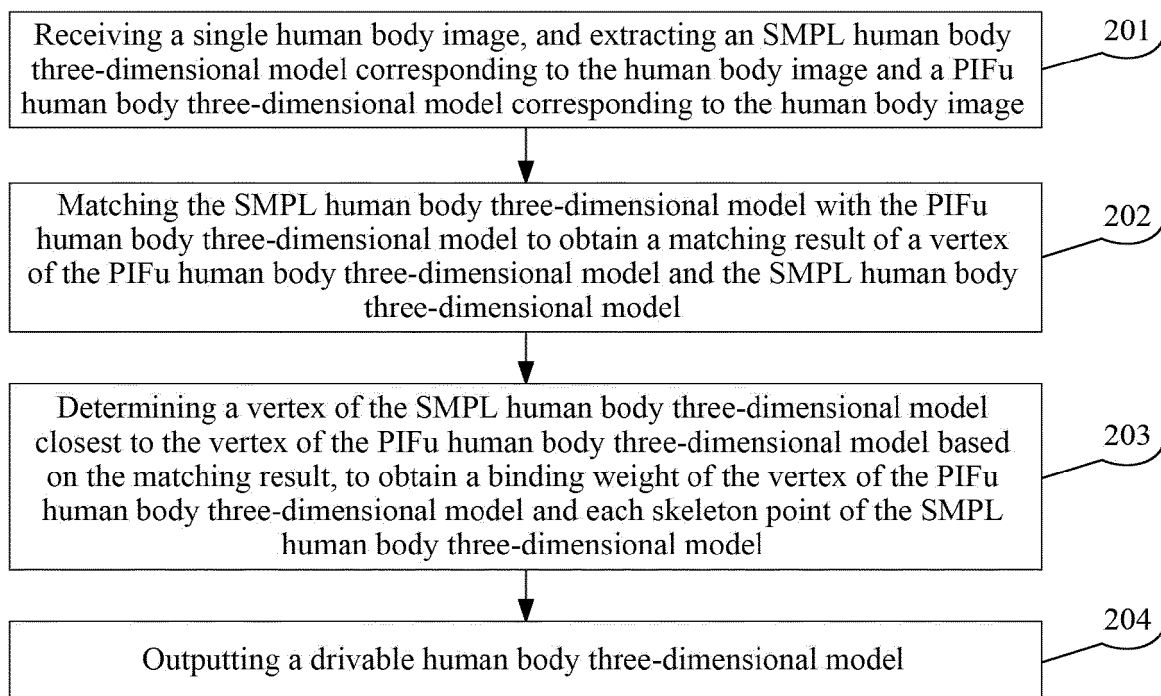 Receiving a single human body image, and extracting an SMPL human body
three-dimensional model corresponding to the human body image and a PIFu
human body three-dimensional model corresponding to the human body image
201
Matching the SMPL human body three-dimensional model with the PIFu
human body three-dimensional model to obtain a matching result of a vertex
of the PIFu human body three-dimensional model and the SMPL human body
three-dimensional model
202
Determining a vertex of the SMPL human body three-dimensional model
closest to the vertex of the PIFu human body three-dimensional model based
on the matching result, to obtain a binding weight of the vertex of the PIFu
human body three-dimensional model and each skeleton point of the SMPL
human body three-dimensional model
203
Outputting a drivable human body three-dimensional model
204